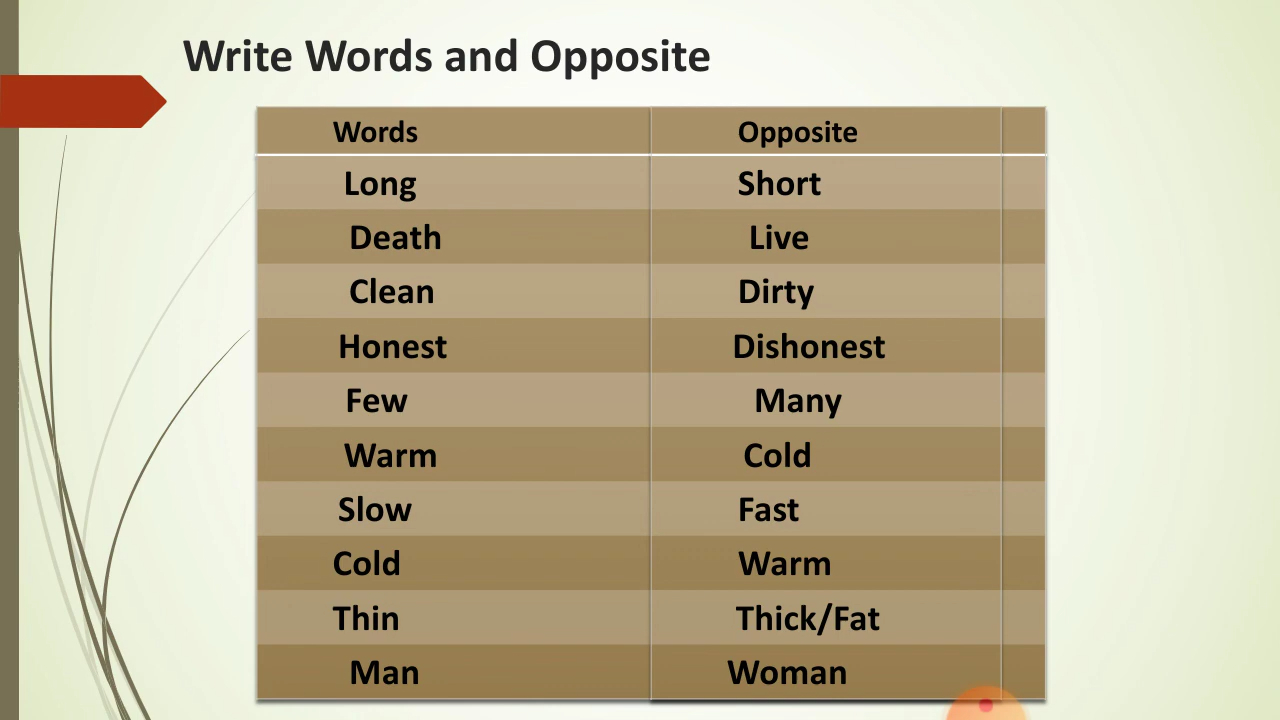 Write Words and Opposite
Words Opposite
Long Short
Death Live
Clean Dirty
Honest Dishonest
Few Many
Warm Cold
Slow Fast
Cold Warm
Thin Thick/Fat
Man Woman